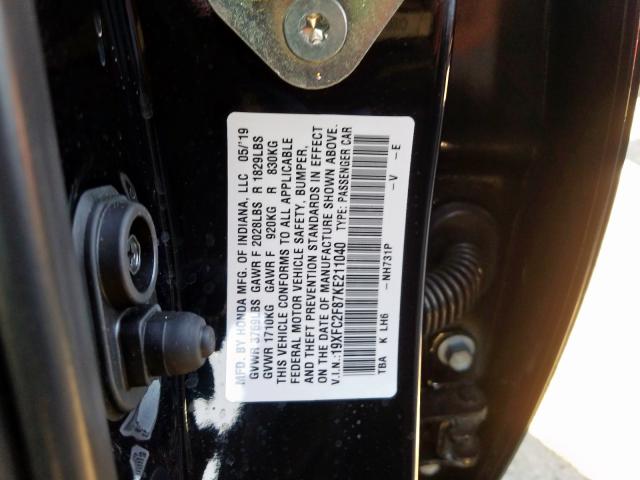 MFD. BY HONDA MFG. OF INDIANA, LLC 05/'19
GVWR 3769LBS GAWR F 2028LBS R 1829LBS
GVWR 1710KG GAWR F 920KG R 830KG
THIS VEHICLE CONFORMS TO ALL APPLICABLE
FEDERAL MOTOR VEHICLE SAFETY, BUMPER,
AND THEFT PREVENTION STANDARDS IN EFFECT
ON THE DATE OF MANUFACTURE SHOWN ABOVE.
V.I.N.:19XFC2F87KE211040 TYPE: PASSENGER CAR
TBA K LH6 -NH731P -V -E